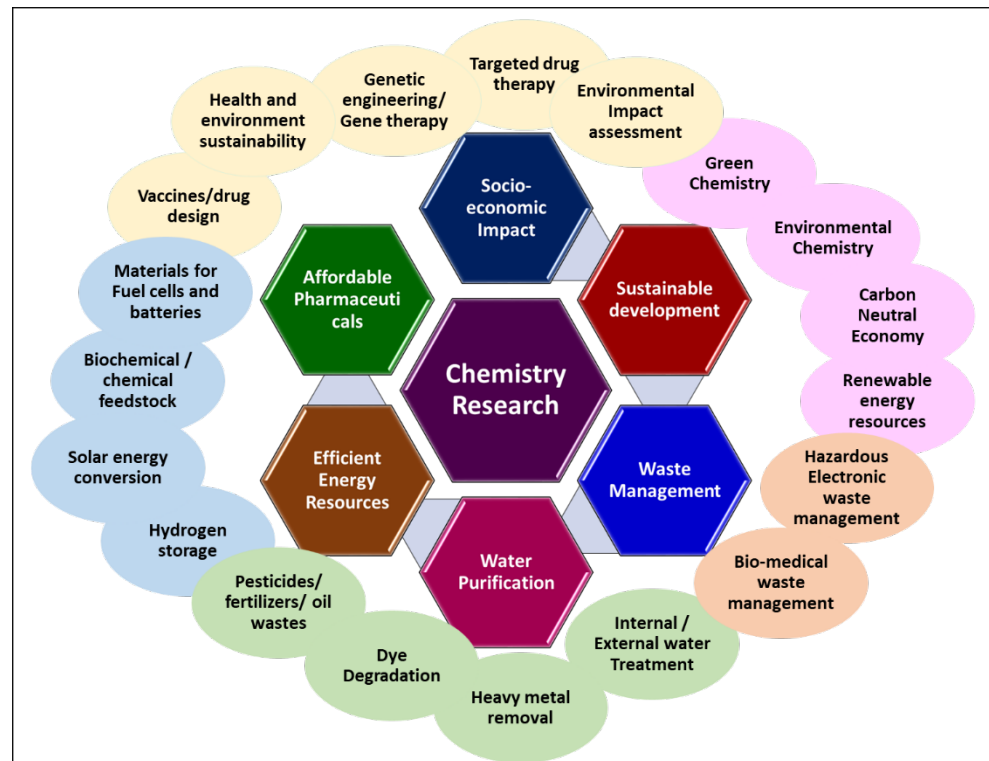 Targeted drug
therapy
Genetic
engineering/
Gene therapy
Environmental
Impact
assessment
Health and
environment
sustainability
Green
Chemistry
Vaccines/drug
design
Socio-
economic
Impact
Environmental
Chemistry
Materials for
Fuel cells and
batteries
Affordable
Pharmaceuti
cals
Sustainable
development
Carbon
Neutral
Economy
Biochemical /
chemical
feedstock
Chemistry
Research
Renewable
energy
resources
Solar energy
conversion
Efficient
Energy
Resources
Waste
Management
Hazardous
Electronic
waste
management
Hydrogen
storage
Water
Purification
Bio-medical
waste
management
Pesticides/
fertilizers/ oil
wastes
Internal /
External water
Treatment
Dye
Degradation
Heavy metal
removal